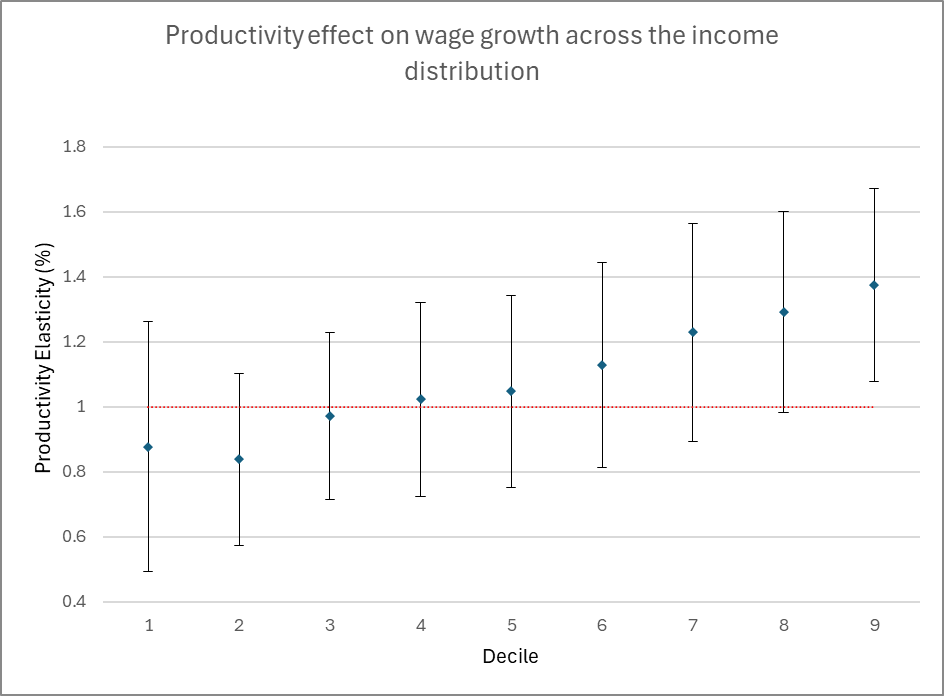 Productivity effect on wage growth across the income
distribution
1.8
1.6
1.4
1.2
1
0.8
0.6
0.4
Productivity Elasticity (%)
1 2 3 4 5 6 7 8 9
Decile